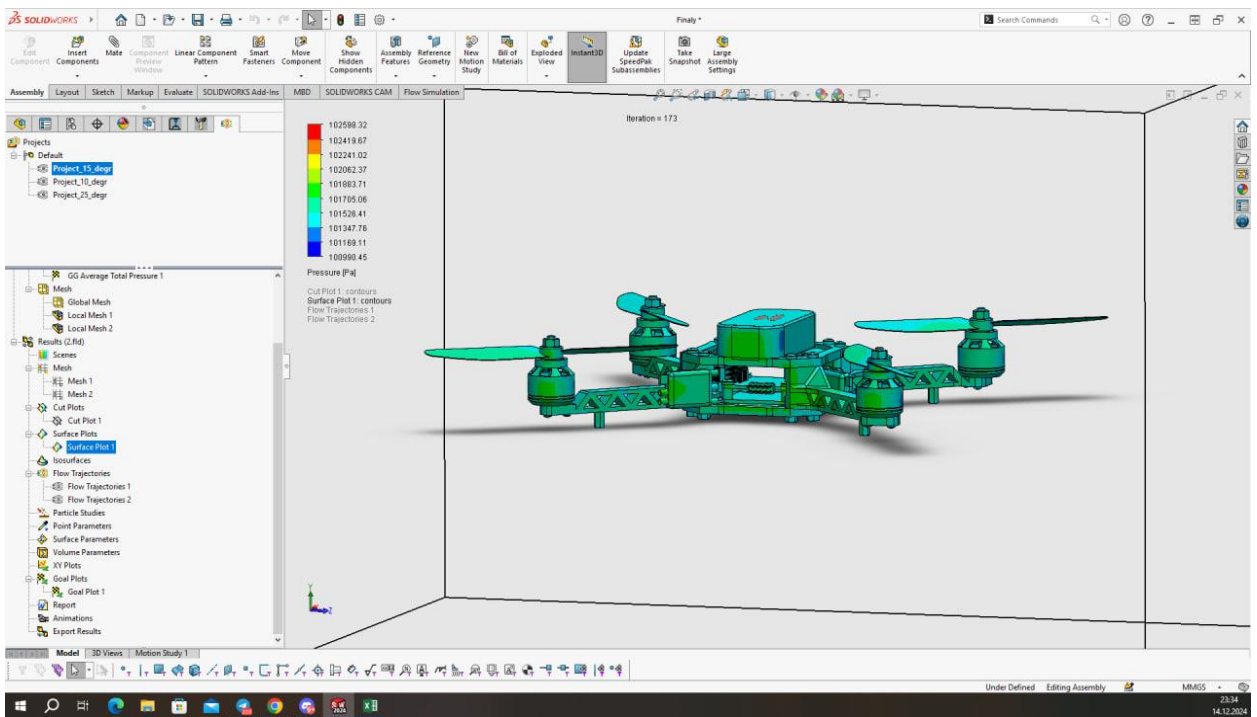 SOLIDWORKS
Finaly *
Search Commands
Edit Component
Insert Components
Mate
Component Preview Window
Linear Component Pattern
Smart Fasteners
Move Component
Show Hidden Components
Assembly Features
Reference Geometry
New Motion Study
Bill of Materials
Exploded View
Instant3D
Update SpeedPak Subassemblies
Take Snapshot
Large Assembly Settings
Assembly Layout Sketch Markup Evaluate SOLIDWORKS Add-Ins MBD SOLIDWORKS CAM Flow Simulation
Projects
Default
Project_15_degr
Project_10_degr
Project_25_degr
GG Average Total Pressure 1
Mesh
Global Mesh
Local Mesh 1
Local Mesh 2
Results (2.fld)
Scenes
Mesh
Mesh 1
Mesh 2
Cut Plots
Cut Plot 1
Surface Plots
Surface Plot 1
Isosurfaces
Flow Trajectories
Flow Trajectories 1
Flow Trajectories 2
Particle Studies
Point Parameters
Surface Parameters
Volume Parameters
XY Plots
Goal Plots
Goal Plot 1
Report
Animations
Export Results
Iteration = 173
102598.32
102419.67
102241.02
102062.37
101883.71
101705.06
101526.41
101347.76
101169.11
100990.45
Pressure [Pa]
Cut Plot 1: contours
Surface Plot 1: contours
Flow Trajectories 1
Flow Trajectories 2
Y
Z
Model 3D Views Motion Study 1
Under Defined Editing Assembly MMGS
23:34
14.12.2024